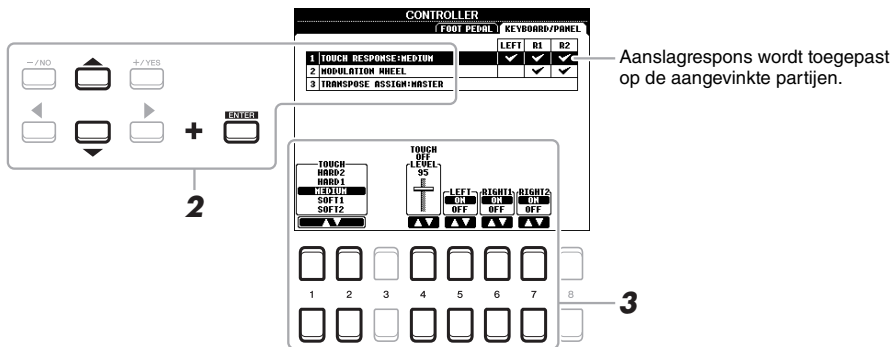 CONTROLLER
FOOT PEDAL KEYBOARD/PANEL
LEFT R1 R2
1 TOUCH RESPONSE:MEDIUM
2 MODULATION WHEEL
3 TRANSPOSE ASSIGN:MASTER
Aanslagrespons wordt toegepast
op de aangevinkte partijen.
–/NO +/YES
+ ENTER
2
TOUCH
HARD2
HARD1
MEDIUM
SOFT1
SOFT2
TOUCH
OFF
LEVEL
95
LEFT RIGHT1 RIGHT2
ON ON ON
OFF OFF OFF
1 2 3 4 5 6 7 8
3